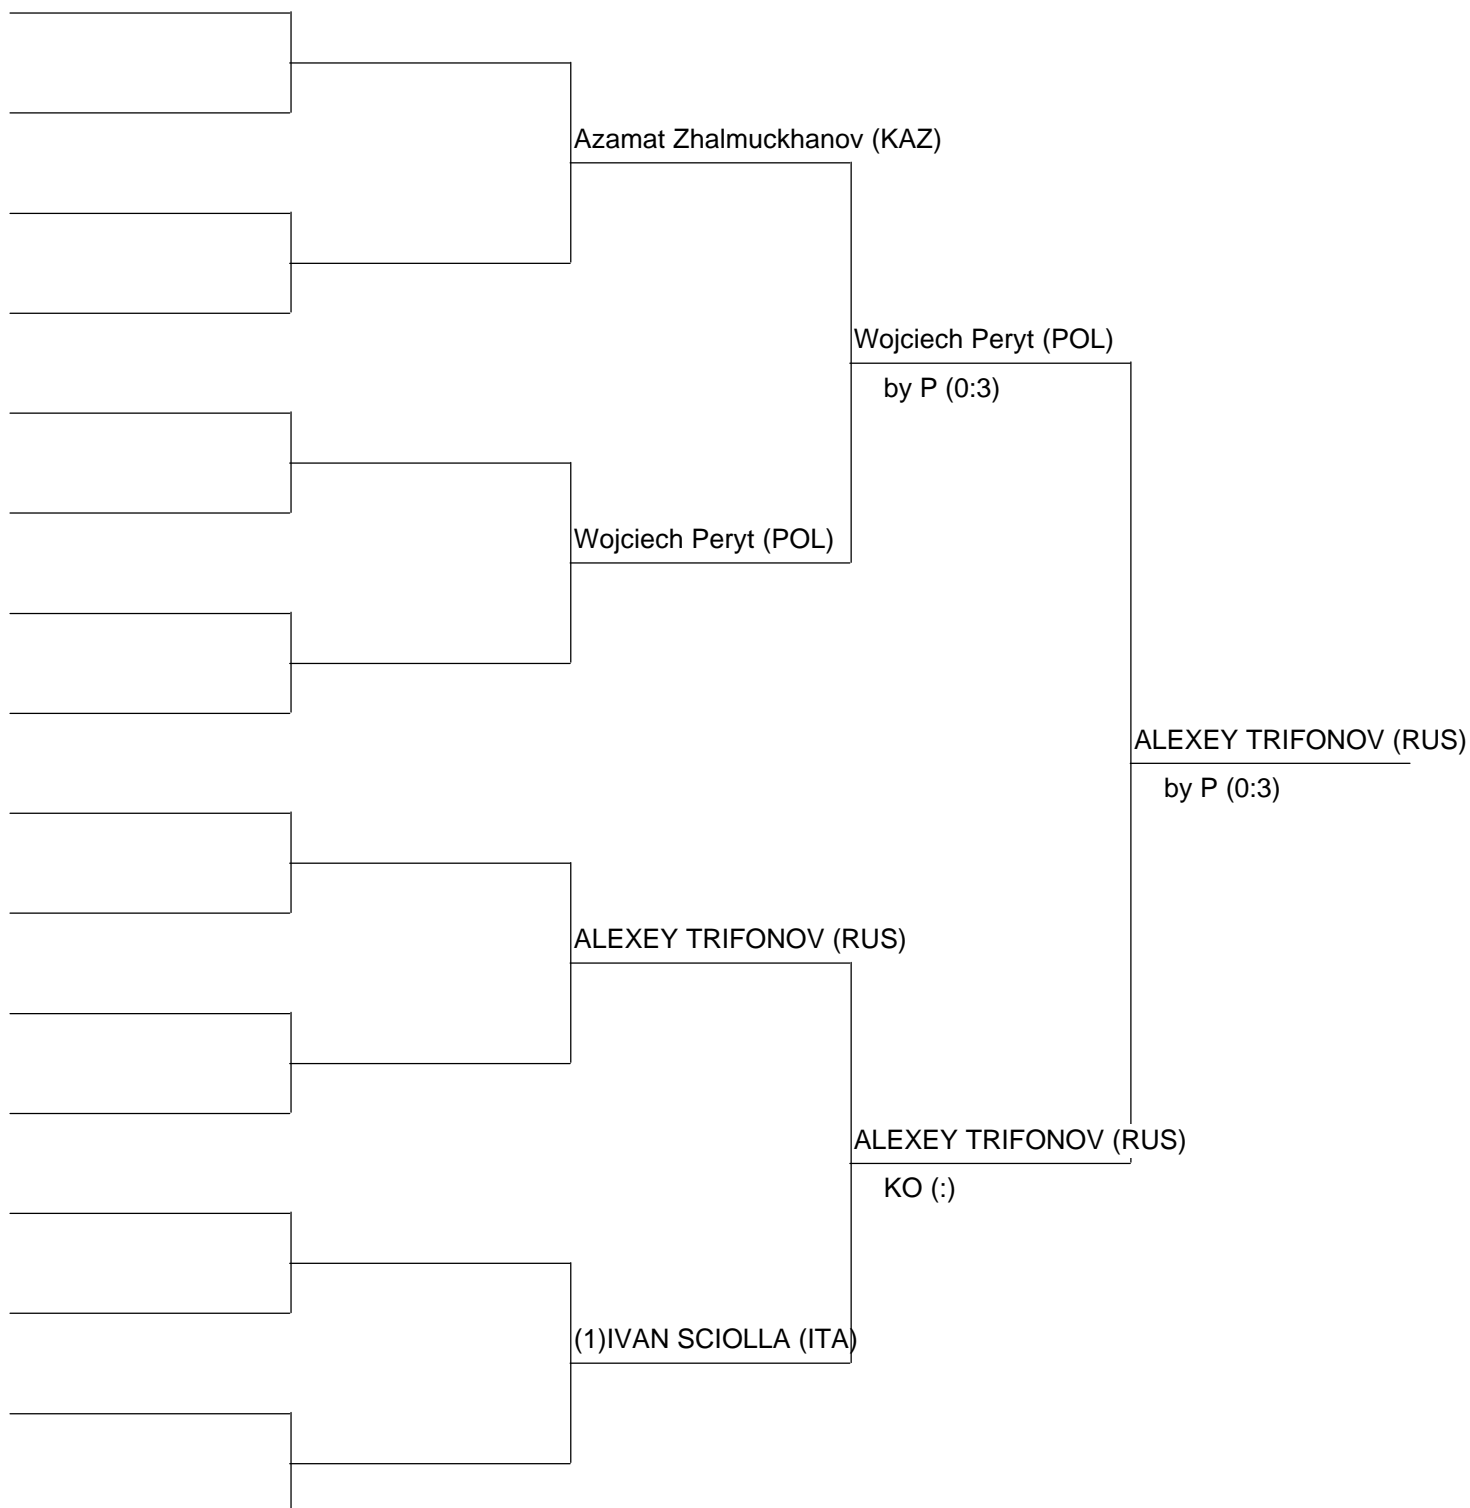 Azamat Zhalmuckhanov (KAZ)
Wojciech Peryt (POL)
by P (0:3)
Wojciech Peryt (POL)
ALEXEY TRIFONOV (RUS)
by P (0:3)
ALEXEY TRIFONOV (RUS)
ALEXEY TRIFONOV (RUS)
KO (:)
(1)IVAN SCIOLLA (ITA)